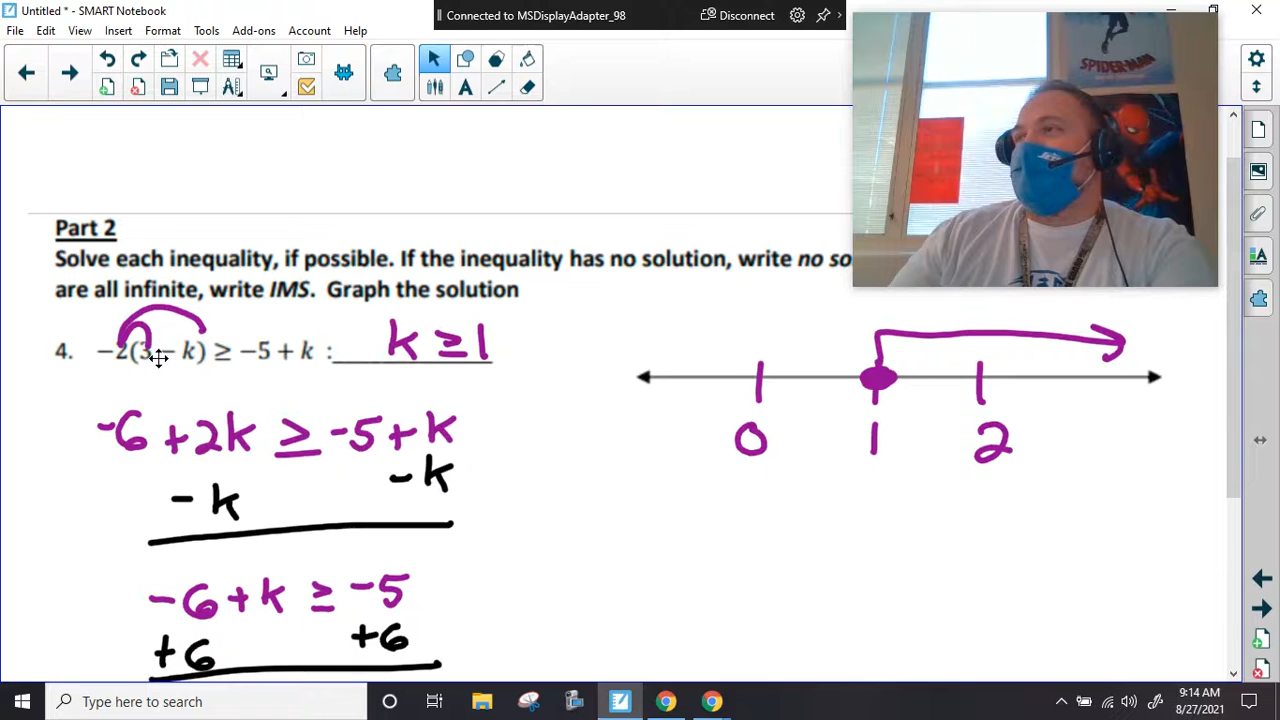 Untitled * - SMART Notebook
Connected to MSDisplayAdapter_98
Disconnect
File Edit View Insert Format Tools Add-ons Account Help
SPIDER-MAN
Part 2
Solve each inequality, if possible. If the inequality has no solution, write no so
are all infinite, write IMS. Graph the solution
4. −2(3 − k) ≥ −5 + k : k ≥ 1
0 1 2
-6 + 2k ≥ -5 + k
- k - k
-6 + k ≥ -5
+6 +6
Type here to search
9:14 AM
8/27/2021